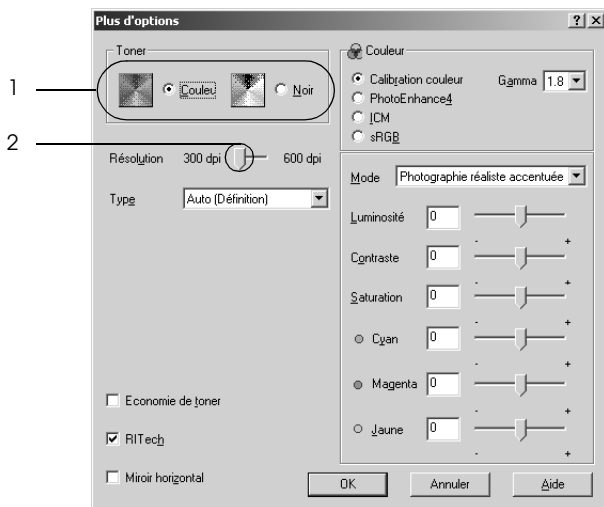 Plus d'options
Toner
1
Couleu
Noir
2
Résolution 300 dpi 600 dpi
Type Auto (Définition)
Economie de toner
RITech
Miroir horizontal
Couleur
Calibration couleur
Gamma 1.8
PhotoEnhance4
ICM
sRGB
Mode Photographie réaliste accentuée
Luminosité 0
- +
Contraste 0
- +
Saturation 0
- +
Cyan 0
- +
Magenta 0
- +
Jaune 0
- +
OK Annuler Aide